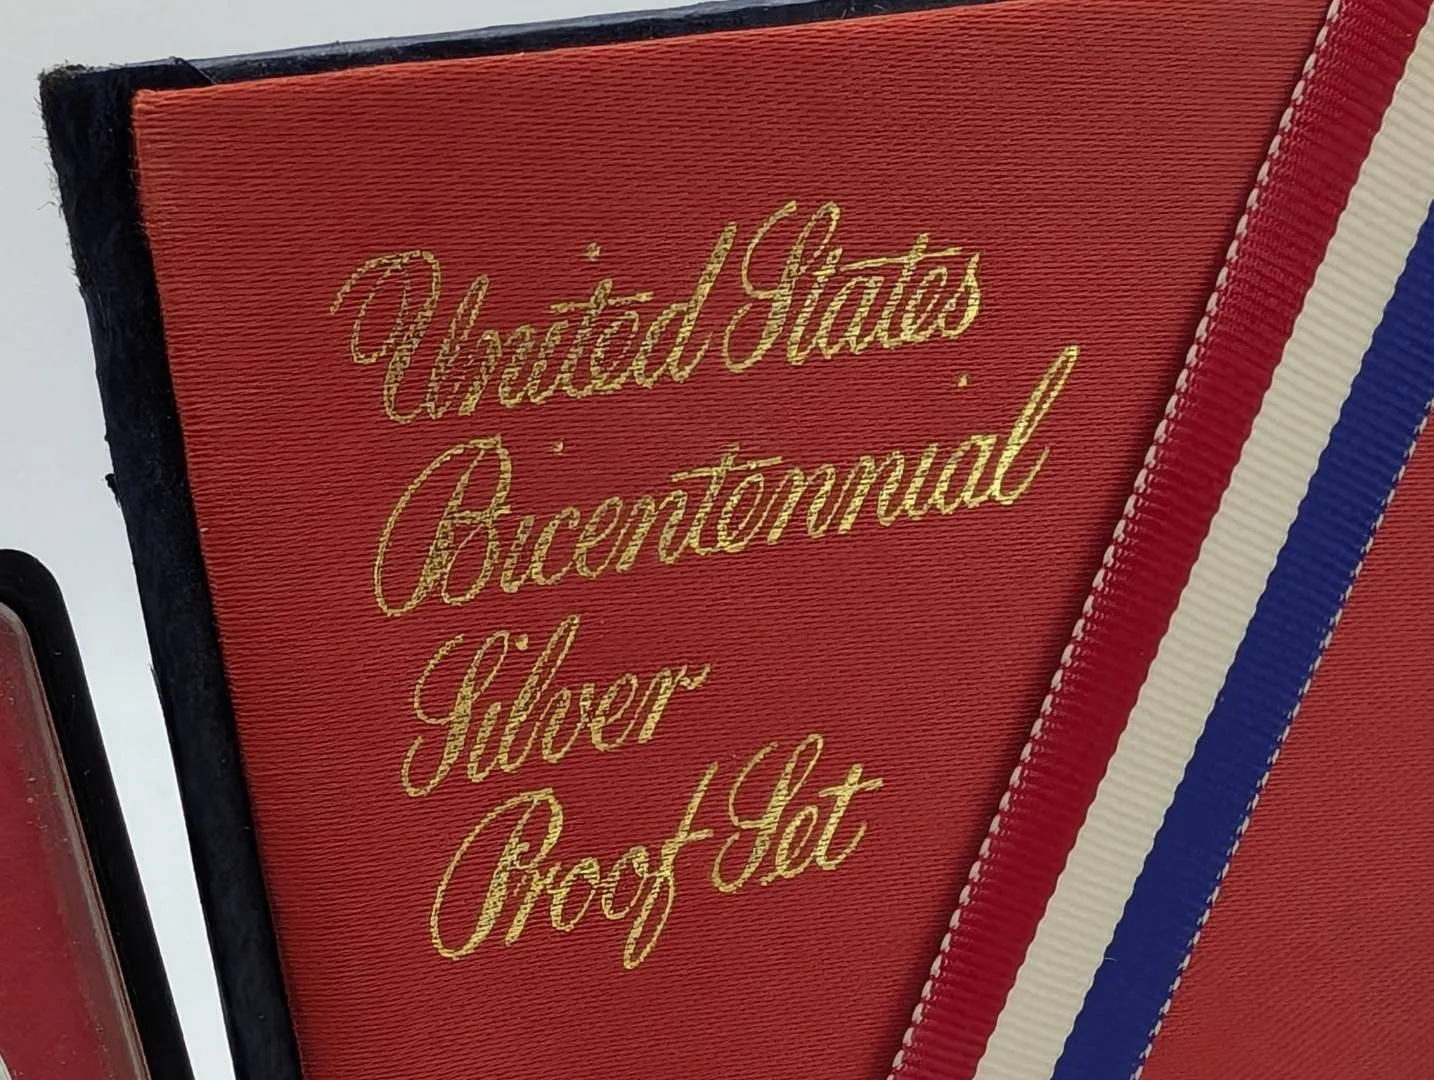 United States
Bicentennial
Silver
Proof Set